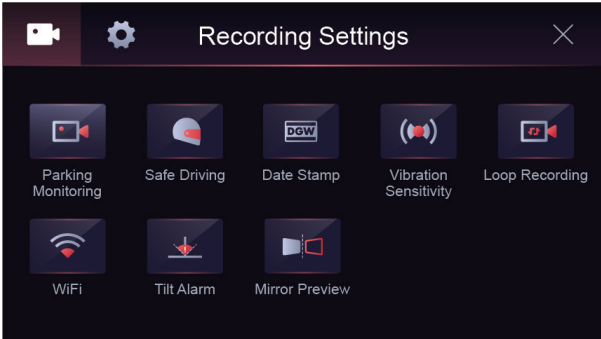 Recording Settings
Parking
Monitoring
Safe Driving
DGW
Date Stamp
Vibration
Sensitivity
Loop Recording
WiFi
Tilt Alarm
Mirror Preview